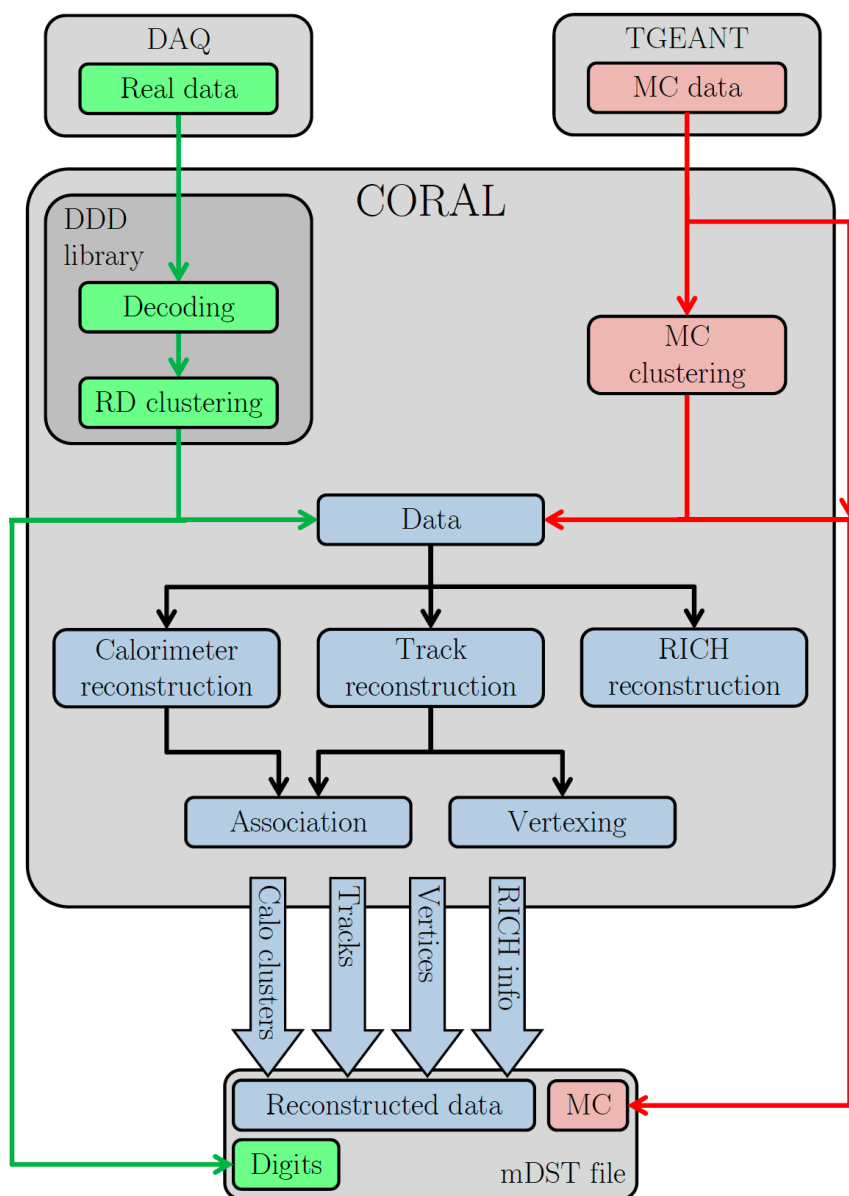 DAQ
Real data
TGEANT
MC data
CORAL
DDD
library
Decoding
RD clustering
MC
clustering
Data
Calorimeter
reconstruction
Track
reconstruction
RICH
reconstruction
Association
Vertexing
Calo clusters
Tracks
Vertices
RICH info
Reconstructed data
MC
Digits
mDST file